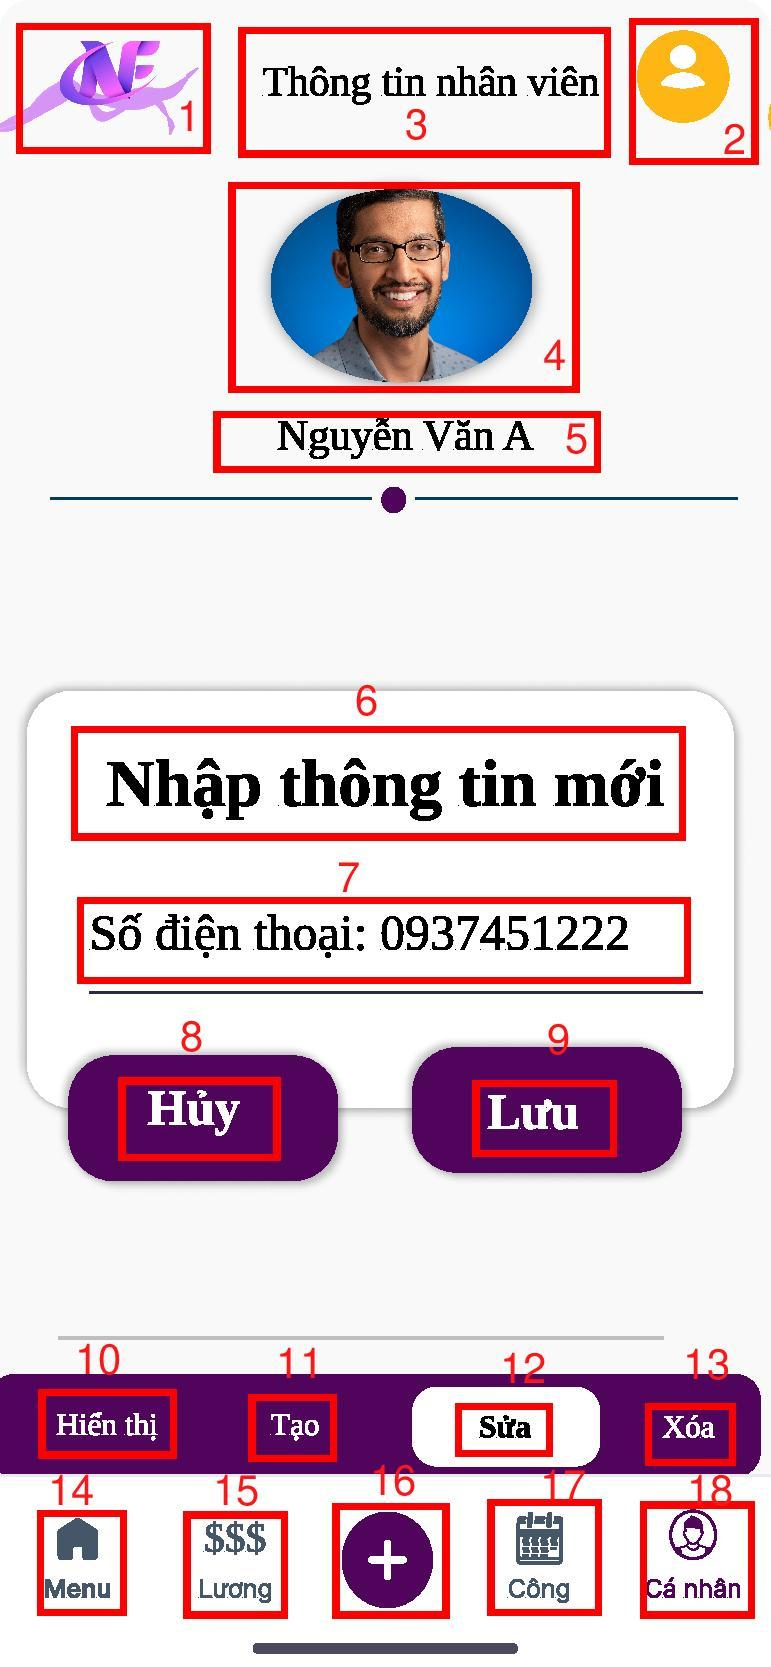 NF
1
Thông tin nhân viên
3
2
4
Nguyễn Văn A
5
6
Nhập thông tin mới
7
Số điện thoại: 0937451222
8
9
Hủy
Lưu
10
11
12
13
Hiển thị
Tạo
Sửa
Xóa
14
15
16
17
18
$$$
Menu
Lương
Công
Cá nhân